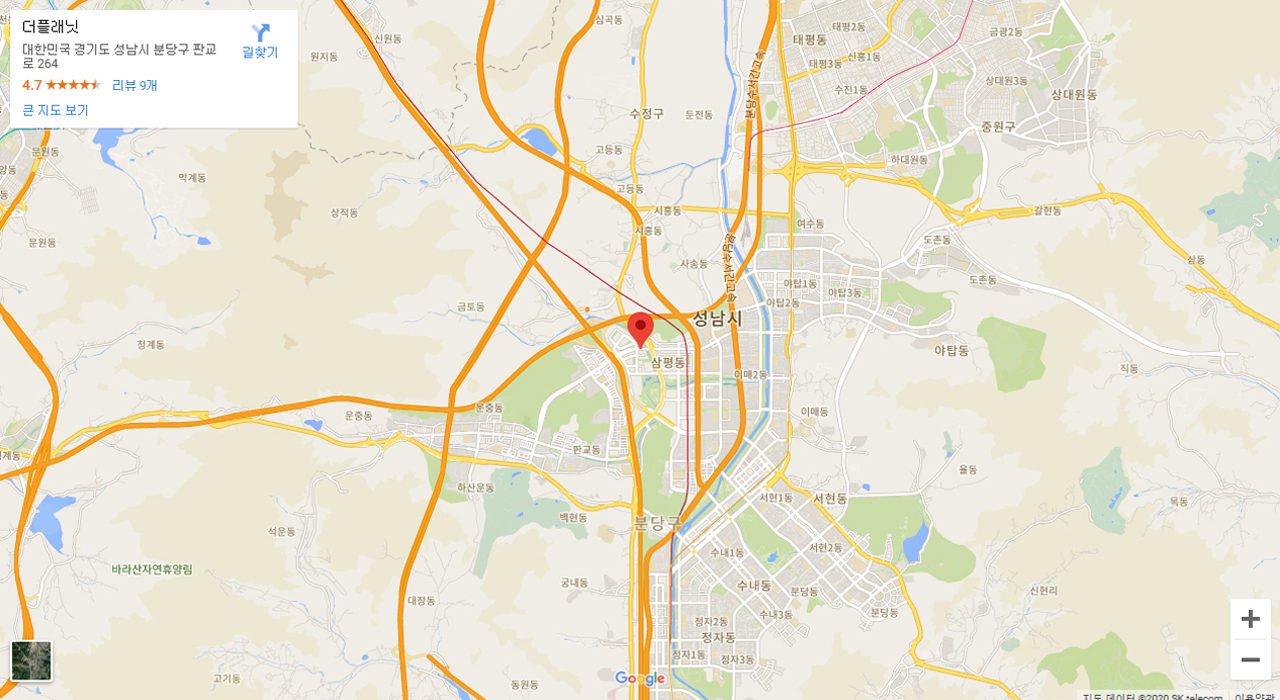 더플래닛
대한민국 경기도 성남시 분당구 판교
로 264
길찾기
4.7
리뷰 9개
큰 지도 보기
신원동
원지동
심곡동
태평2동
금광2동
태평동
신흥1동
태평3동
수진1동
상대원3동
상대원동
수정구
둔전동
중원구
분당수서간고속
문원동
고등동
하대원동
막계동
고등동
상적동
시흥동
갈현동
문원동
시흥동
여수동
도촌동
사송동
분당수서간고속
삼동
도촌동
야탑1동
야탑3동
야탑2동
금토동
성남시
청계동
삼평동
야탑동
이매2동
직동
운중동
운중동
이매동
판교동
율동
하산운동
서현1동
서현동
목동
백현동
분당구
석운동
서현2동
수내1동
바라산자연휴양림
궁내동
수내동
분당동
신현리
대장동
수내3동
분당동
정자2동
정자동
정자1동
정자3동
고기동
동원동
Google
지도 데이터 ©2020 SK telecom
이용약관